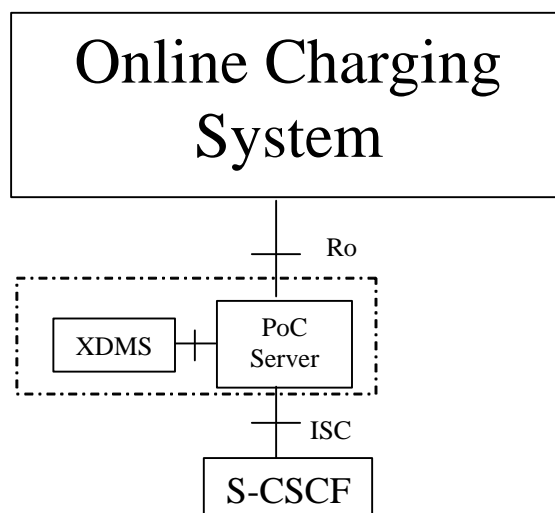 Online Charging
System
Ro
XDMS
PoC
Server
ISC
S-CSCF